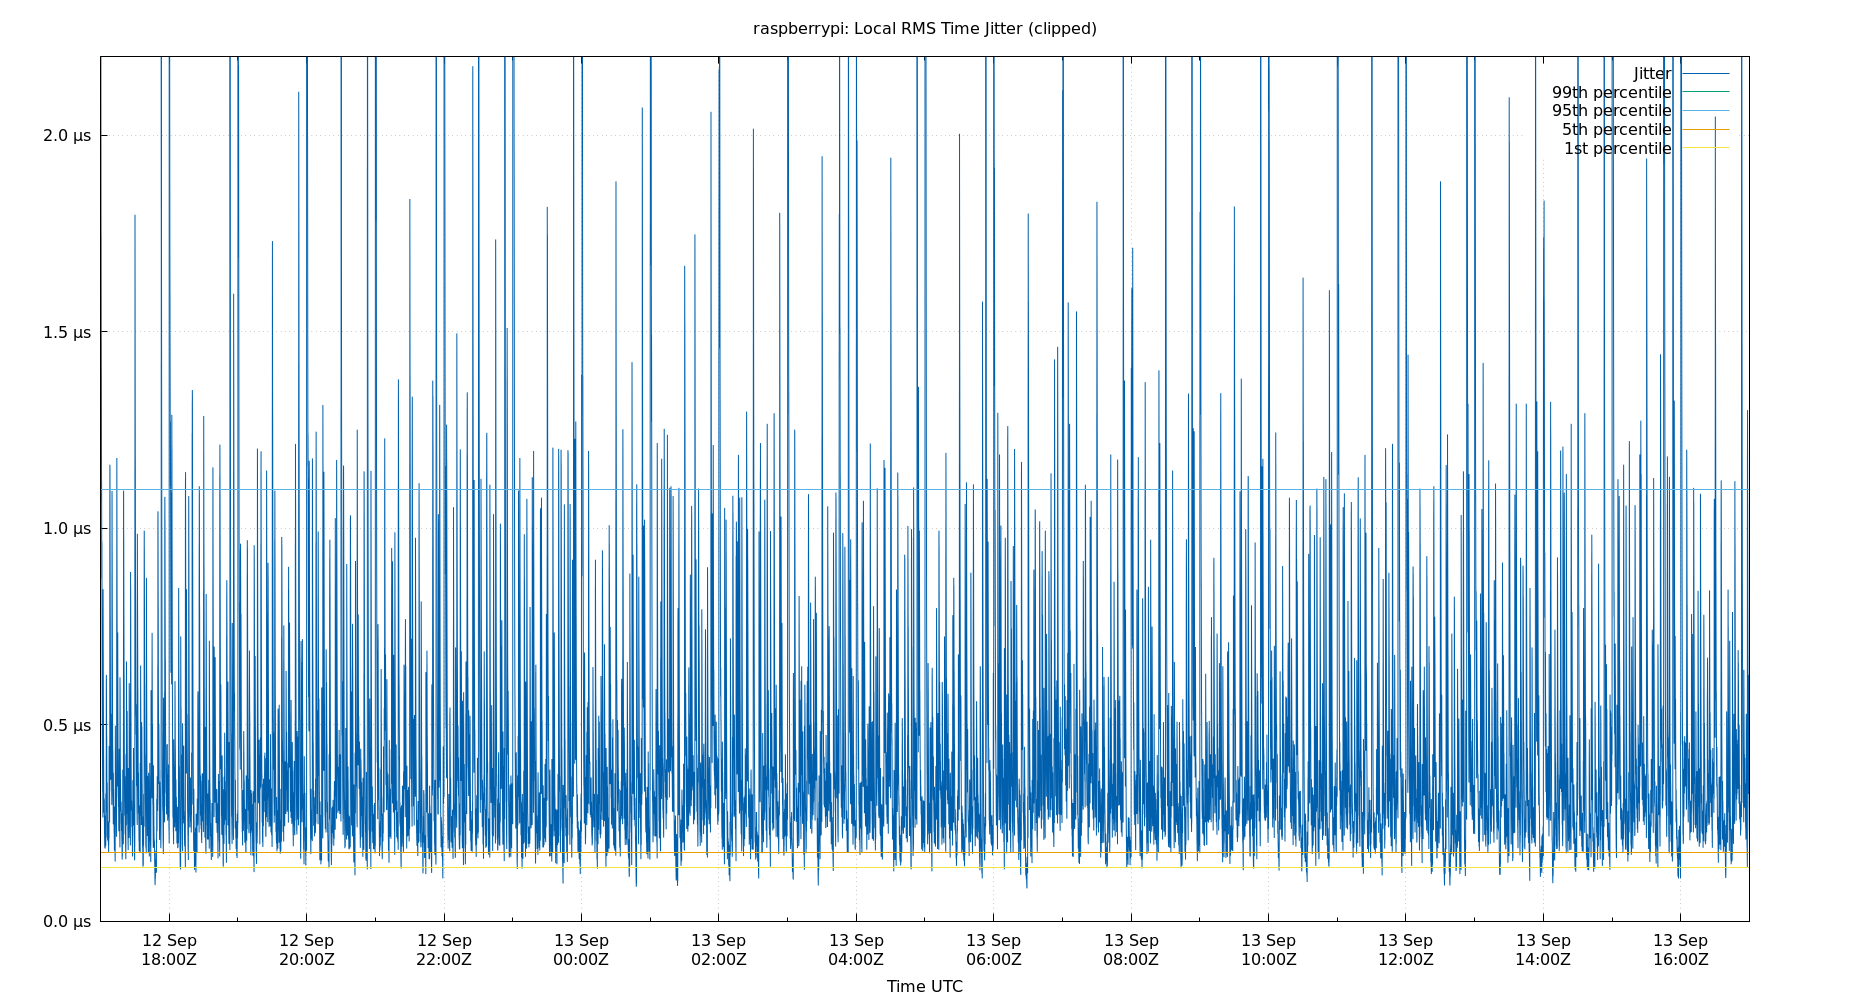 raspberrypi: Local RMS Time Jitter (clipped)
Jitter
99th percentile
95th percentile
5th percentile
1st percentile
2.0 μs
1.5 μs
1.0 μs
0.5 μs
0.0 μs
12 Sep 12 Sep 12 Sep 13 Sep 13 Sep 13 Sep 13 Sep 13 Sep 13 Sep 13 Sep 13 Sep 13 Sep
18:00Z 20:00Z 22:00Z 00:00Z 02:00Z 04:00Z 06:00Z 08:00Z 10:00Z 12:00Z 14:00Z 16:00Z
Time UTC